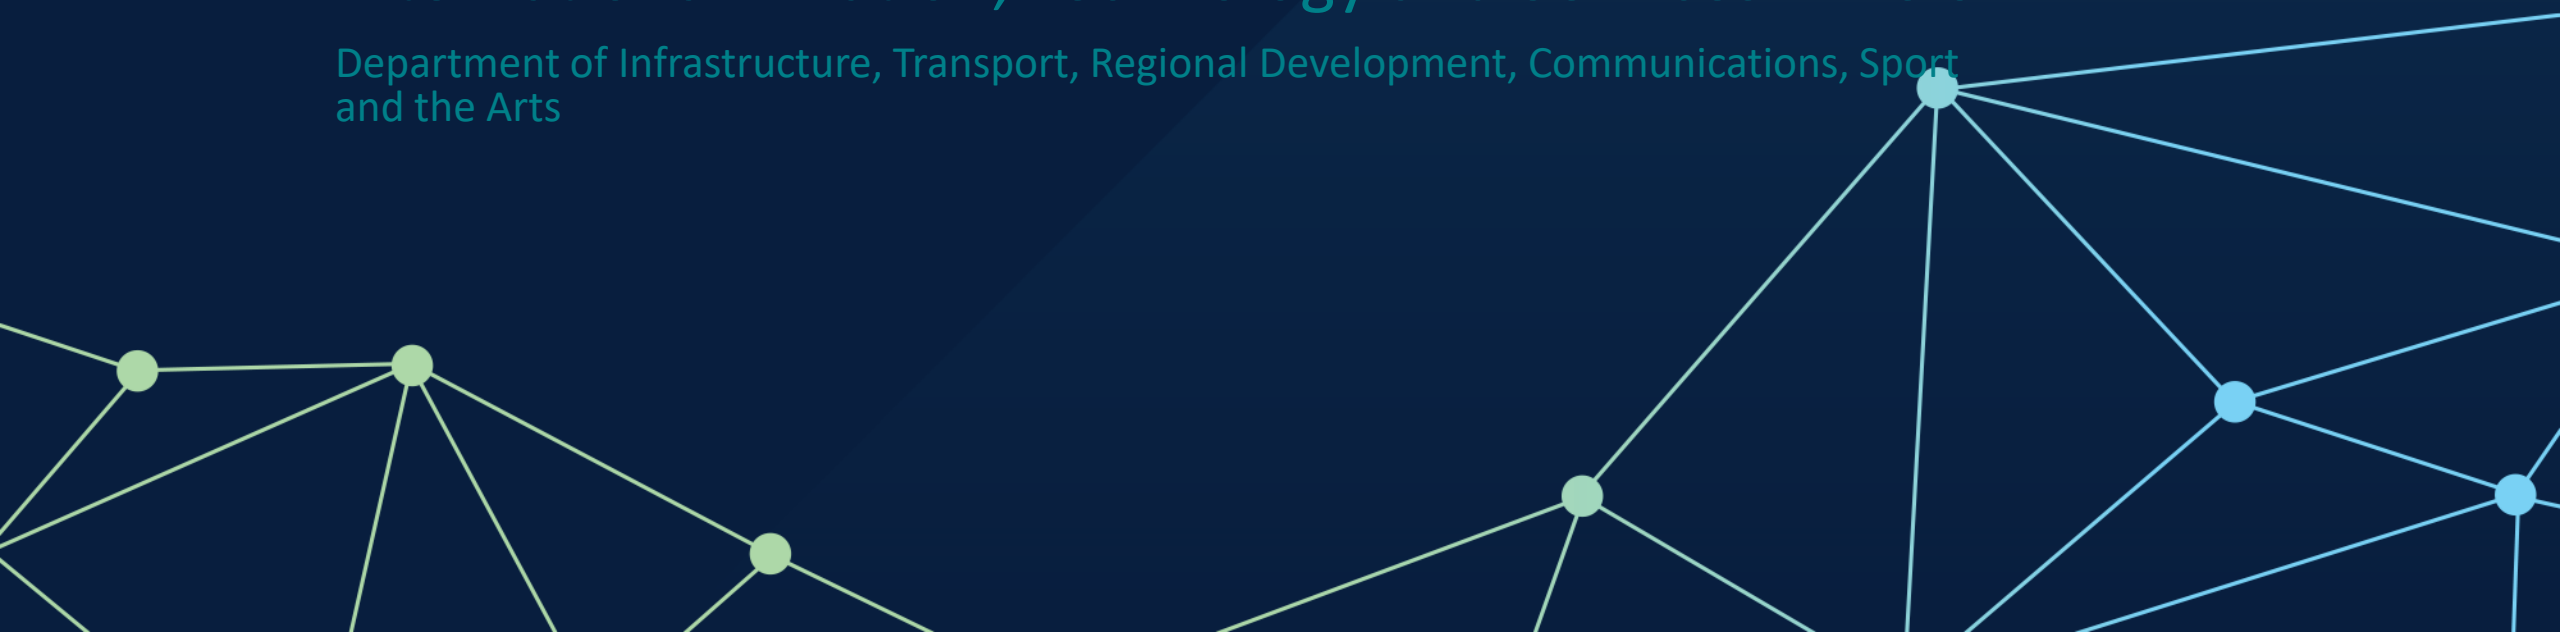 Department of Infrastructure, Transport, Regional Development, Communications, Sport
and the Arts